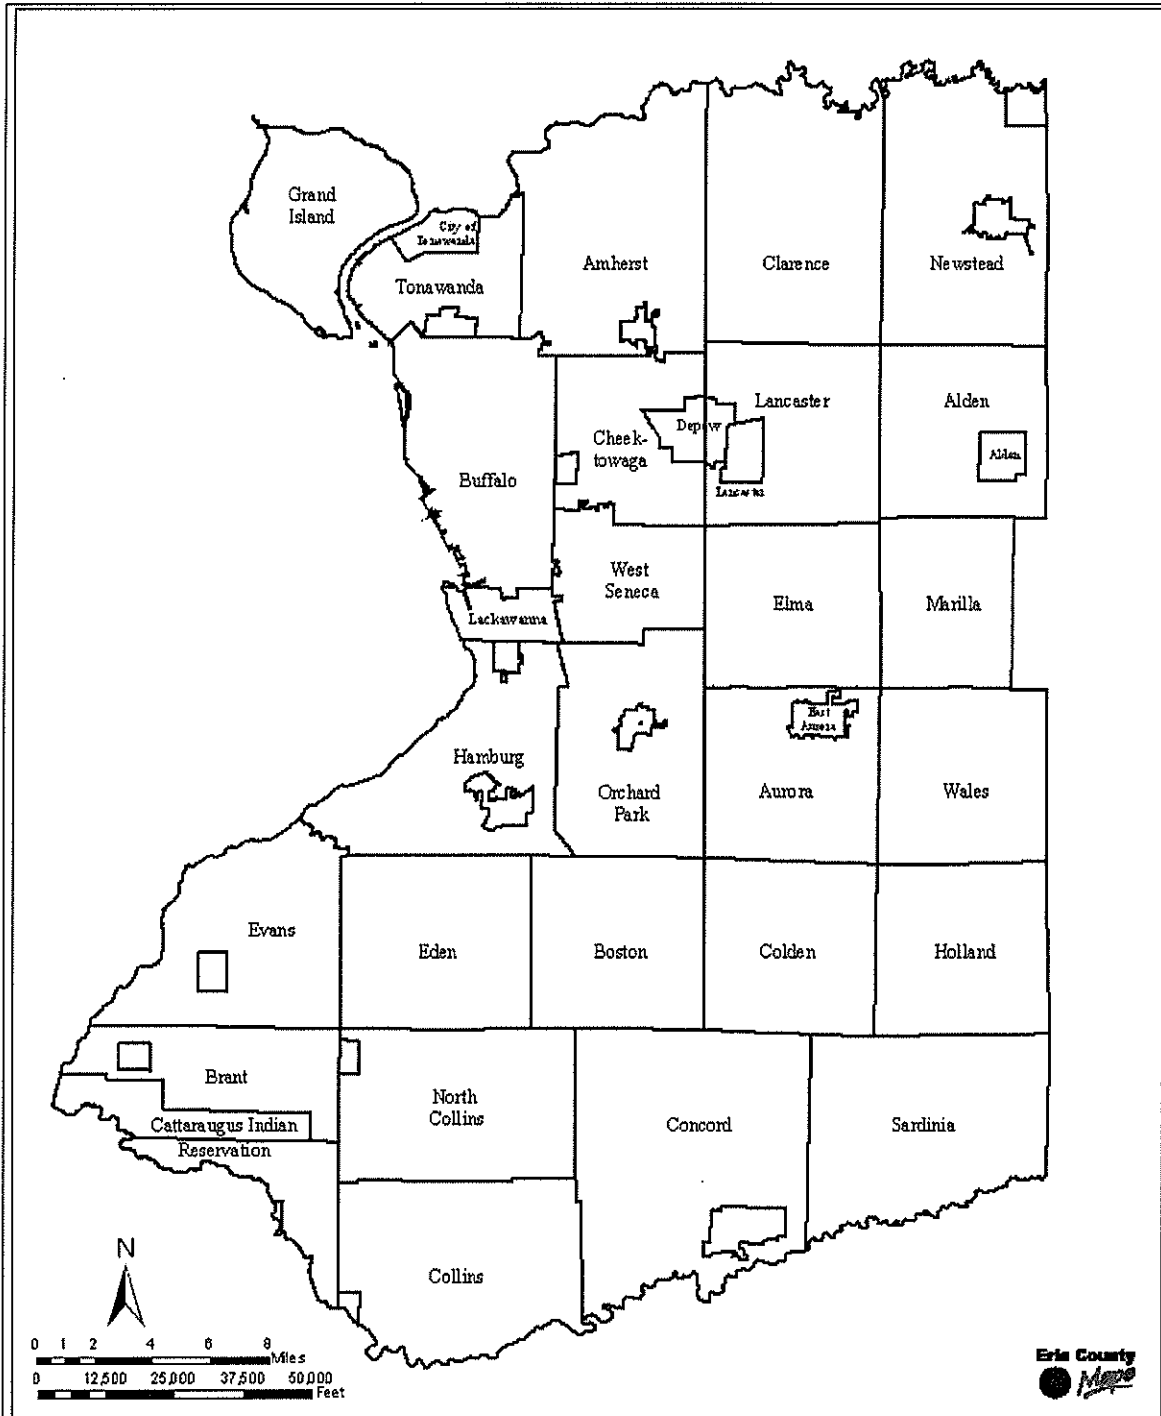 Grand
Island
City of
Tonawanda
Tonawanda
Amherst
Clarence
Newstead
Lancaster
Alden
Depew
Cheek-
towaga
Alden
Lancaster
Buffalo
West
Seneca
Elma
Marilla
Lackawanna
East
Aurora
Hamburg
Orchard
Park
Aurora
Wales
Evans
Eden
Boston
Colden
Holland
Brant
North
Collins
Cattaraugus Indian
Reservation
Concord
Sardinia
Collins
N
0 1 2 4 6 8
Miles
0 12,500 25,000 37,500 50,000
Feet
Erie County
Maps